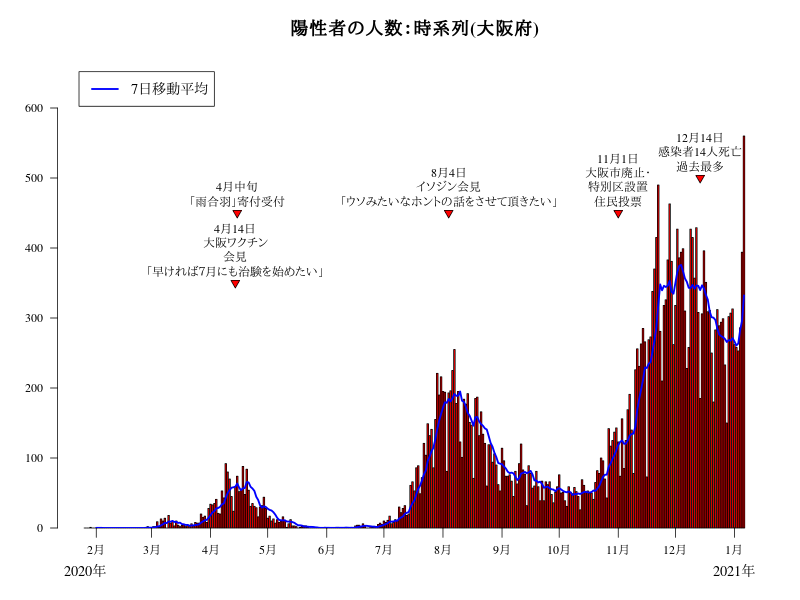 陽性者の人数：時系列(大阪府)
7日移動平均
600
500
400
300
200
100
0
4月中旬
「雨合羽」寄付受付
4月14日
大阪ワクチン
会見
「早ければ7月にも治験を始めたい」
8月4日
イソジン会見
「ウソみたいなホントの話をさせて頂きたい」
11月1日
大阪市廃止・
特別区設置
住民投票
12月14日
感染者14人死亡
過去最多
2月
3月
4月
5月
6月
7月
8月
9月
10月
11月
12月
1月
2020年
2021年